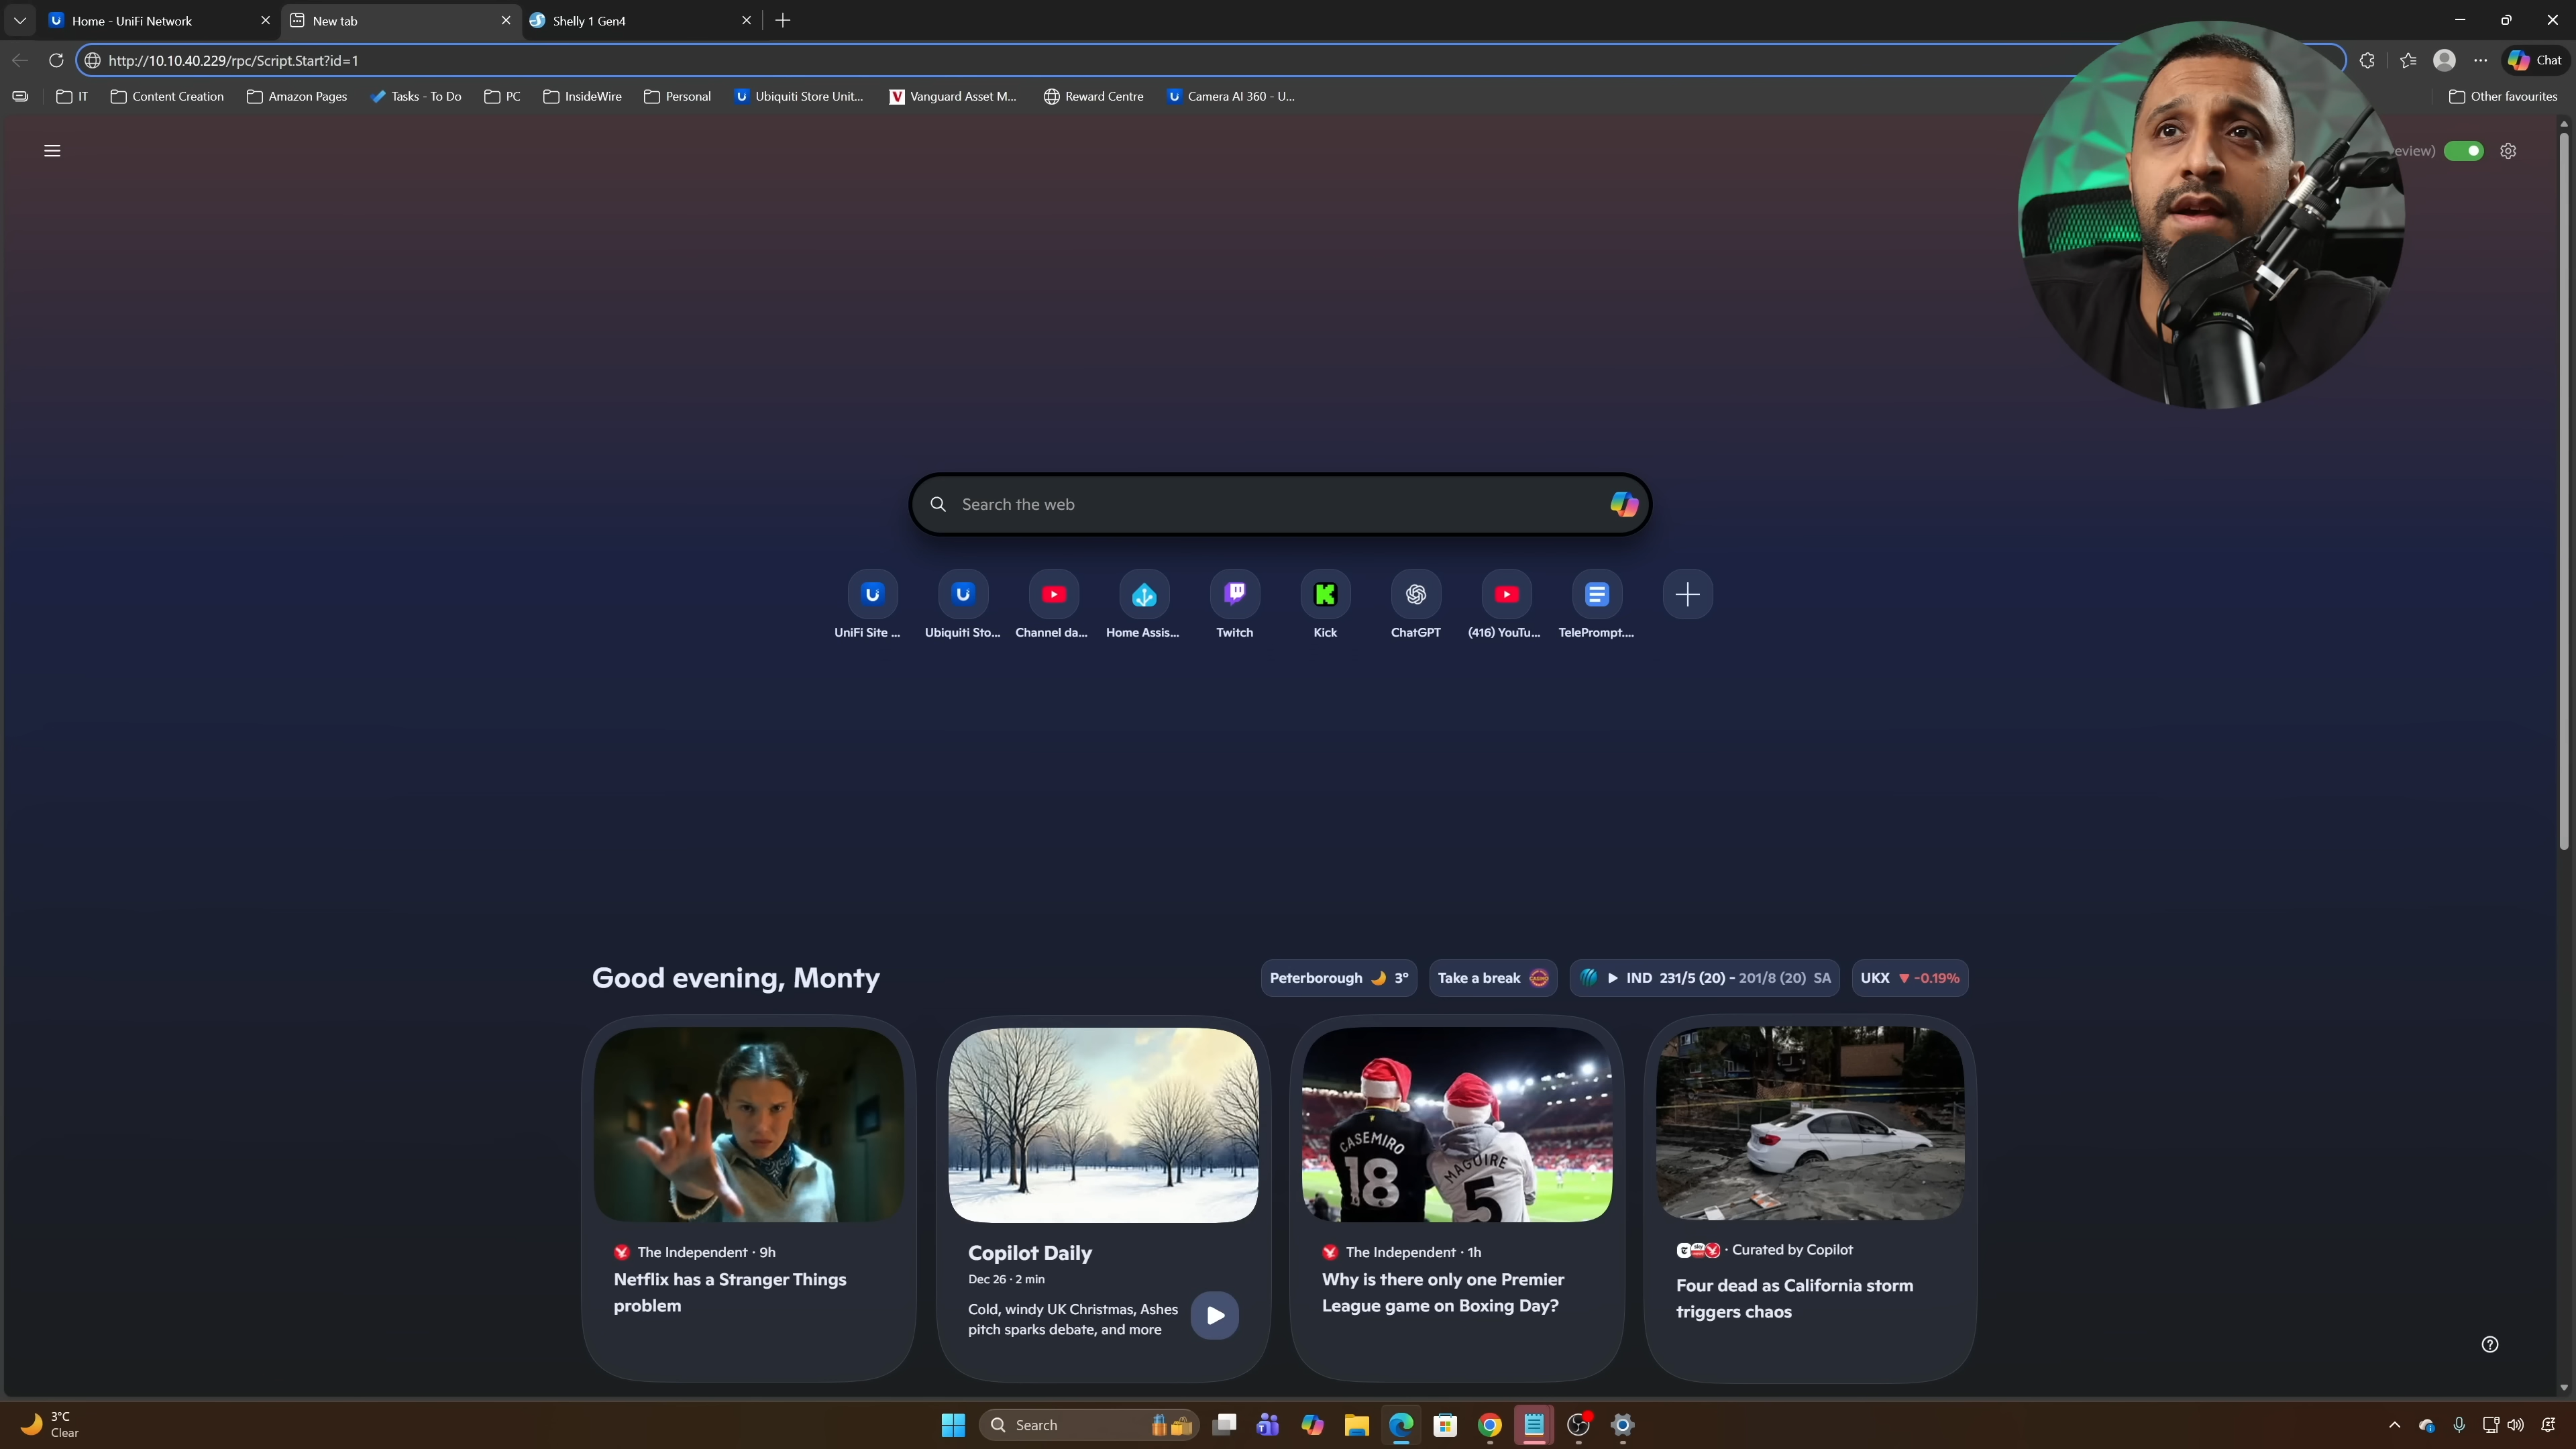 Home - UniFi Network
New tab
Shelly 1 Gen4
http://10.10.40.229/rpc/Script.Start?id=1
Chat
IT
Content Creation
Amazon Pages
Tasks - To Do
PC
InsideWire
Personal
Ubiquiti Store Unit...
Vanguard Asset M...
Reward Centre
Camera AI 360 - U...
Other favourites
eview)
Search the web
UniFi Site ...
Ubiquiti Sto...
Channel da...
Home Assis...
Twitch
Kick
ChatGPT
(416) YouTu...
TelePrompt....
Good evening, Monty
Peterborough 3°
Take a break
IND 231/5 (20) - 201/8 (20) SA
UKX ▼ -0.19%
CASEMIRO
18
MAGUIRE
5
The Independent · 9h
Netflix has a Stranger Things
problem
Copilot Daily
Dec 26 · 2 min
Cold, windy UK Christmas, Ashes
pitch sparks debate, and more
The Independent · 1h
Why is there only one Premier
League game on Boxing Day?
· Curated by Copilot
Four dead as California storm
triggers chaos
3°C
Clear
Search